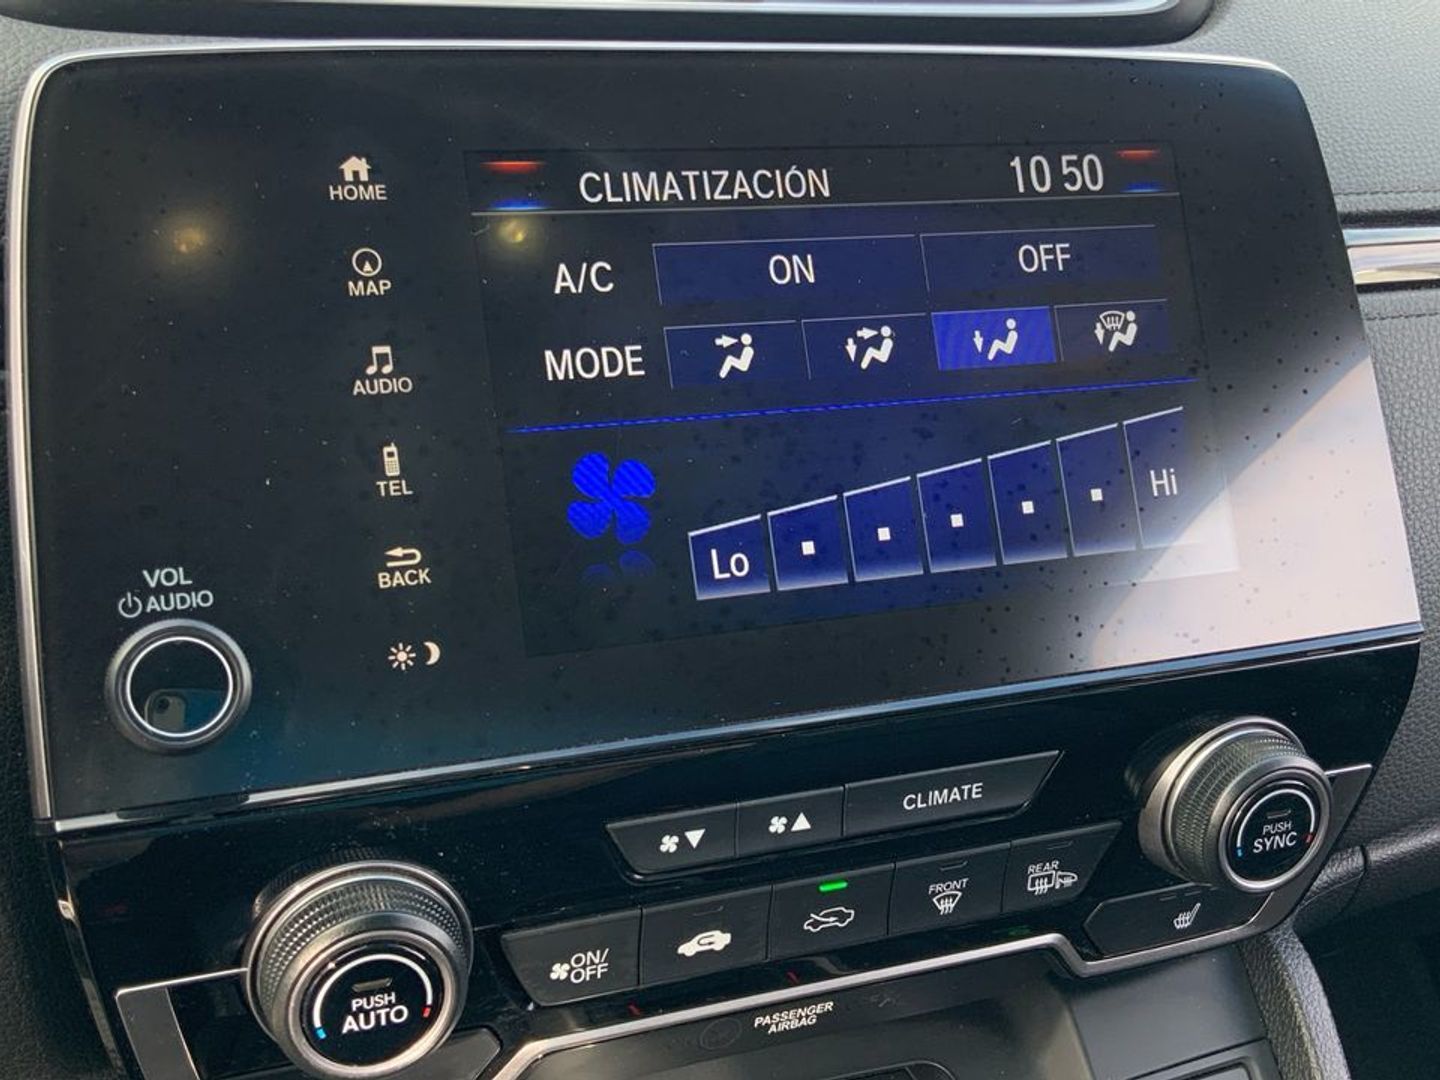 CLIMATIZACIÓN 10 50
HOME
A/C ON OFF
MAP
MODE
AUDIO
TEL
Lo Hi
BACK
VOL
AUDIO
CLIMATE
PUSH
SYNC
FRONT
REAR
ON/
OFF
PUSH
AUTO
PASSENGER
AIRBAG